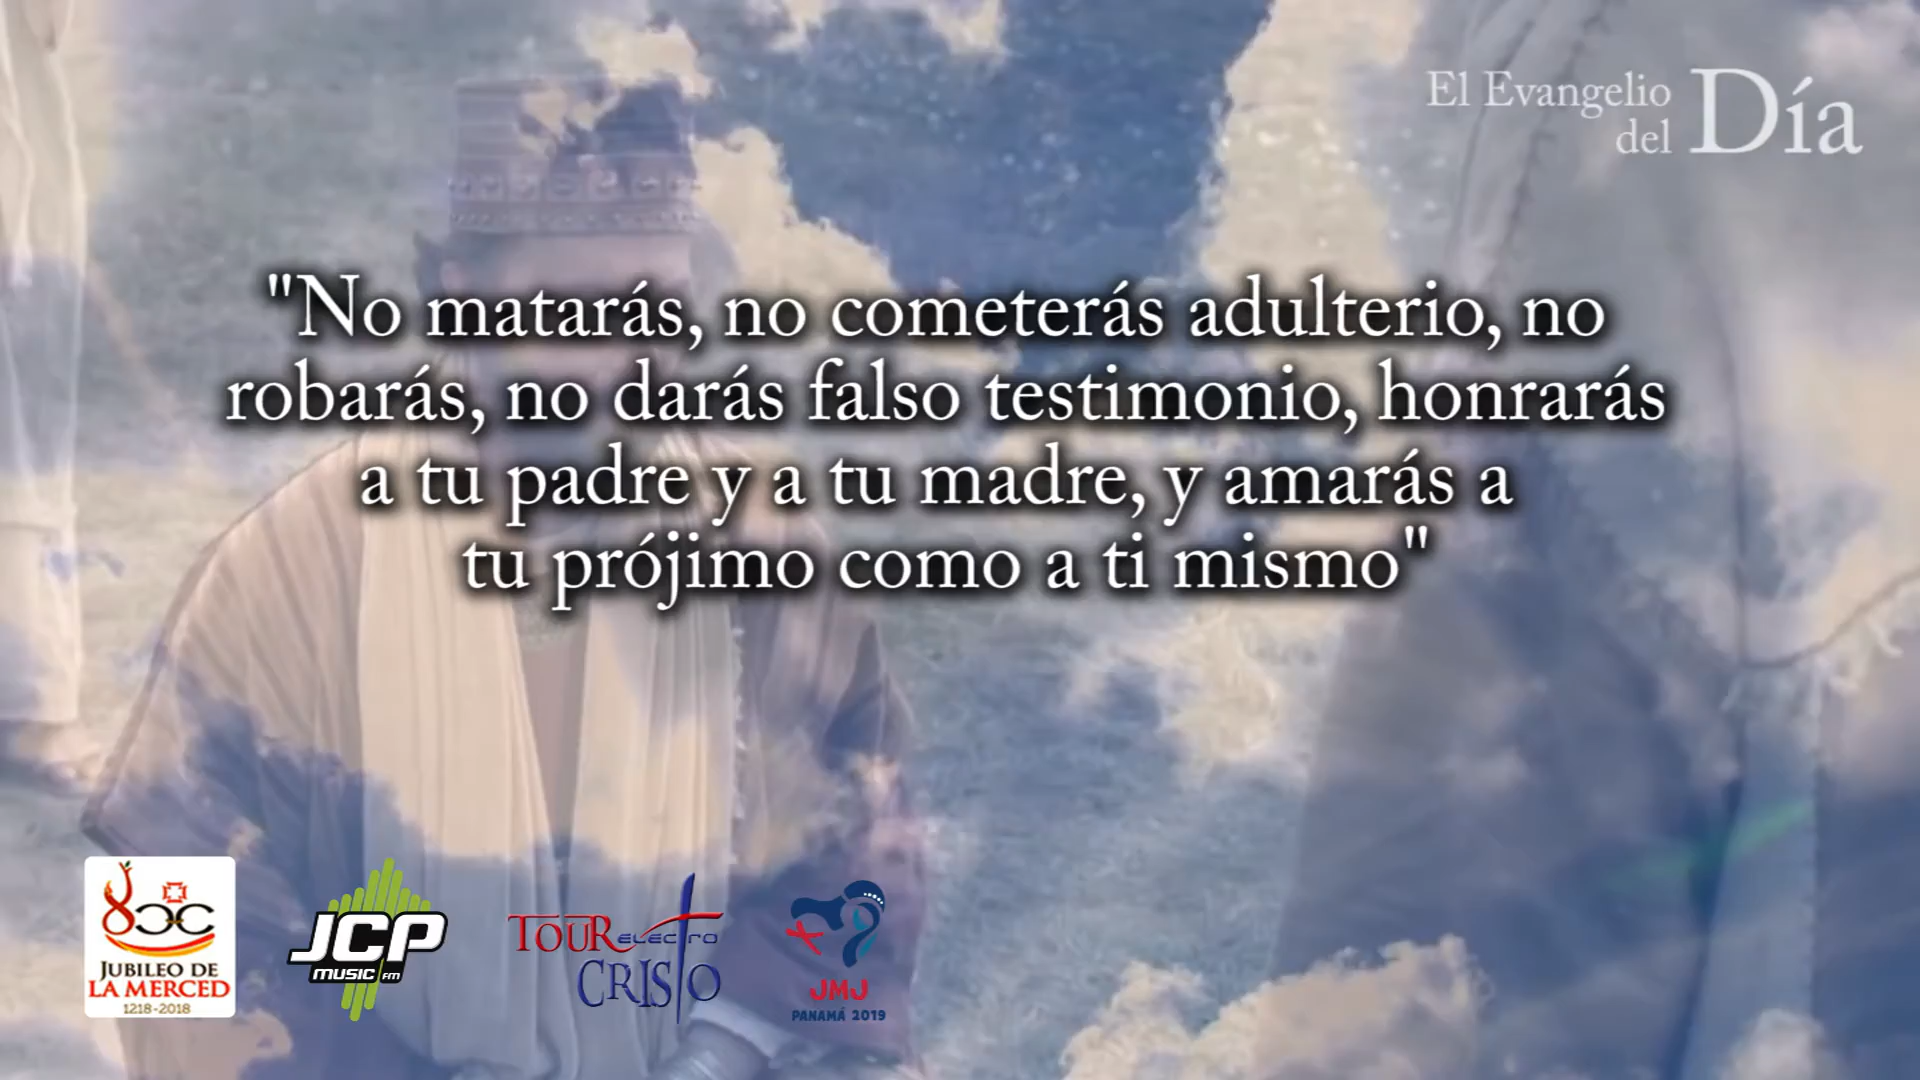 El Evangelio
del Día
"No matarás, no cometerás adulterio, no
robarás, no darás falso testimonio, honrarás
a tu padre y a tu madre, y amarás a
tu prójimo como a ti mismo"
JUBILEO DE
LA MERCED
1218-2018
JCP
MUSIC FM
TOUR ELECTRO
CRISTO
JMJ
PANAMÁ 2019